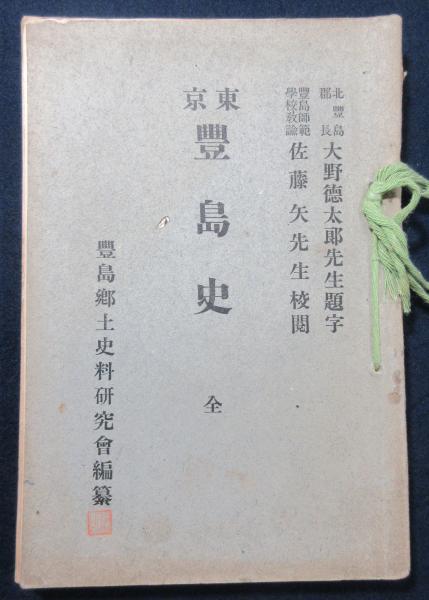 北豐島郡長 大野德太郎先生題字
豐島師範學校教諭 佐藤矢先生校閲
東京 豐島史 全
豐島鄉土史料研究會編纂